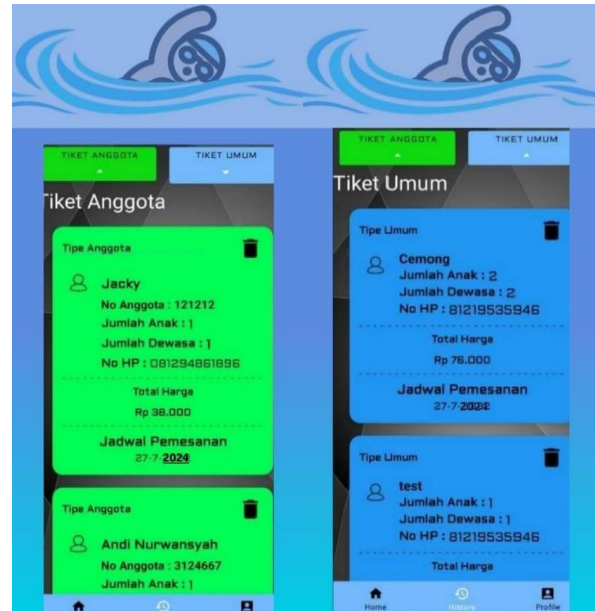 TIKET ANGGOTA
TIKET UMUM
Tiket Anggota
Tipe Anggota
Jacky
No Anggota : 121212
Jumlah Anak : 1
Jumlah Dewasa : 1
No HP : 081294861896
Total Harga
Rp 38.000
Jadwal Pemesanan
27-7-2024
Tipe Anggota
Andi Nurwansyah
No Anggota : 3124667
Jumlah Anak : 1
TIKET ANGGOTA
TIKET UMUM
Tiket Umum
Tipe Umum
Cemong
Jumlah Anak : 2
Jumlah Dewasa : 2
No HP : 81219535946
Total Harga
Rp 76.000
Jadwal Pemesanan
27-7-2024
Tipe Umum
test
Jumlah Anak : 1
Jumlah Dewasa : 1
No HP : 81219535946
Total Harga
Home
History
Profile